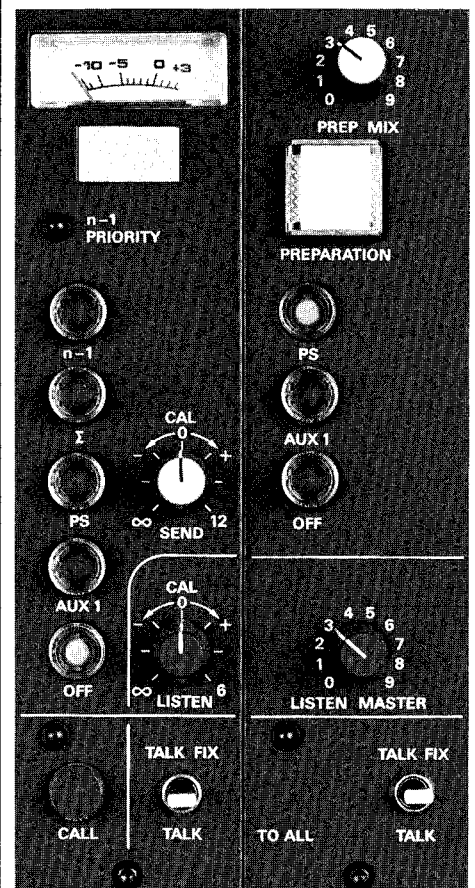 -10 -5 0 +3
n-1
PRIORITY
n-1
Σ
PS
AUX 1
OFF
CAL
0
- +
- -
∞ 12
SEND
CAL
0
- +
- -
∞ 6
LISTEN
CALL
TALK FIX
TALK
4 5
3 6
2 7
1 8
0 9
PREP MIX
PREPARATION
PS
AUX 1
OFF
4 5 6
3
2 7
1 8
0 9
LISTEN MASTER
TALK FIX
TO ALL
TALK